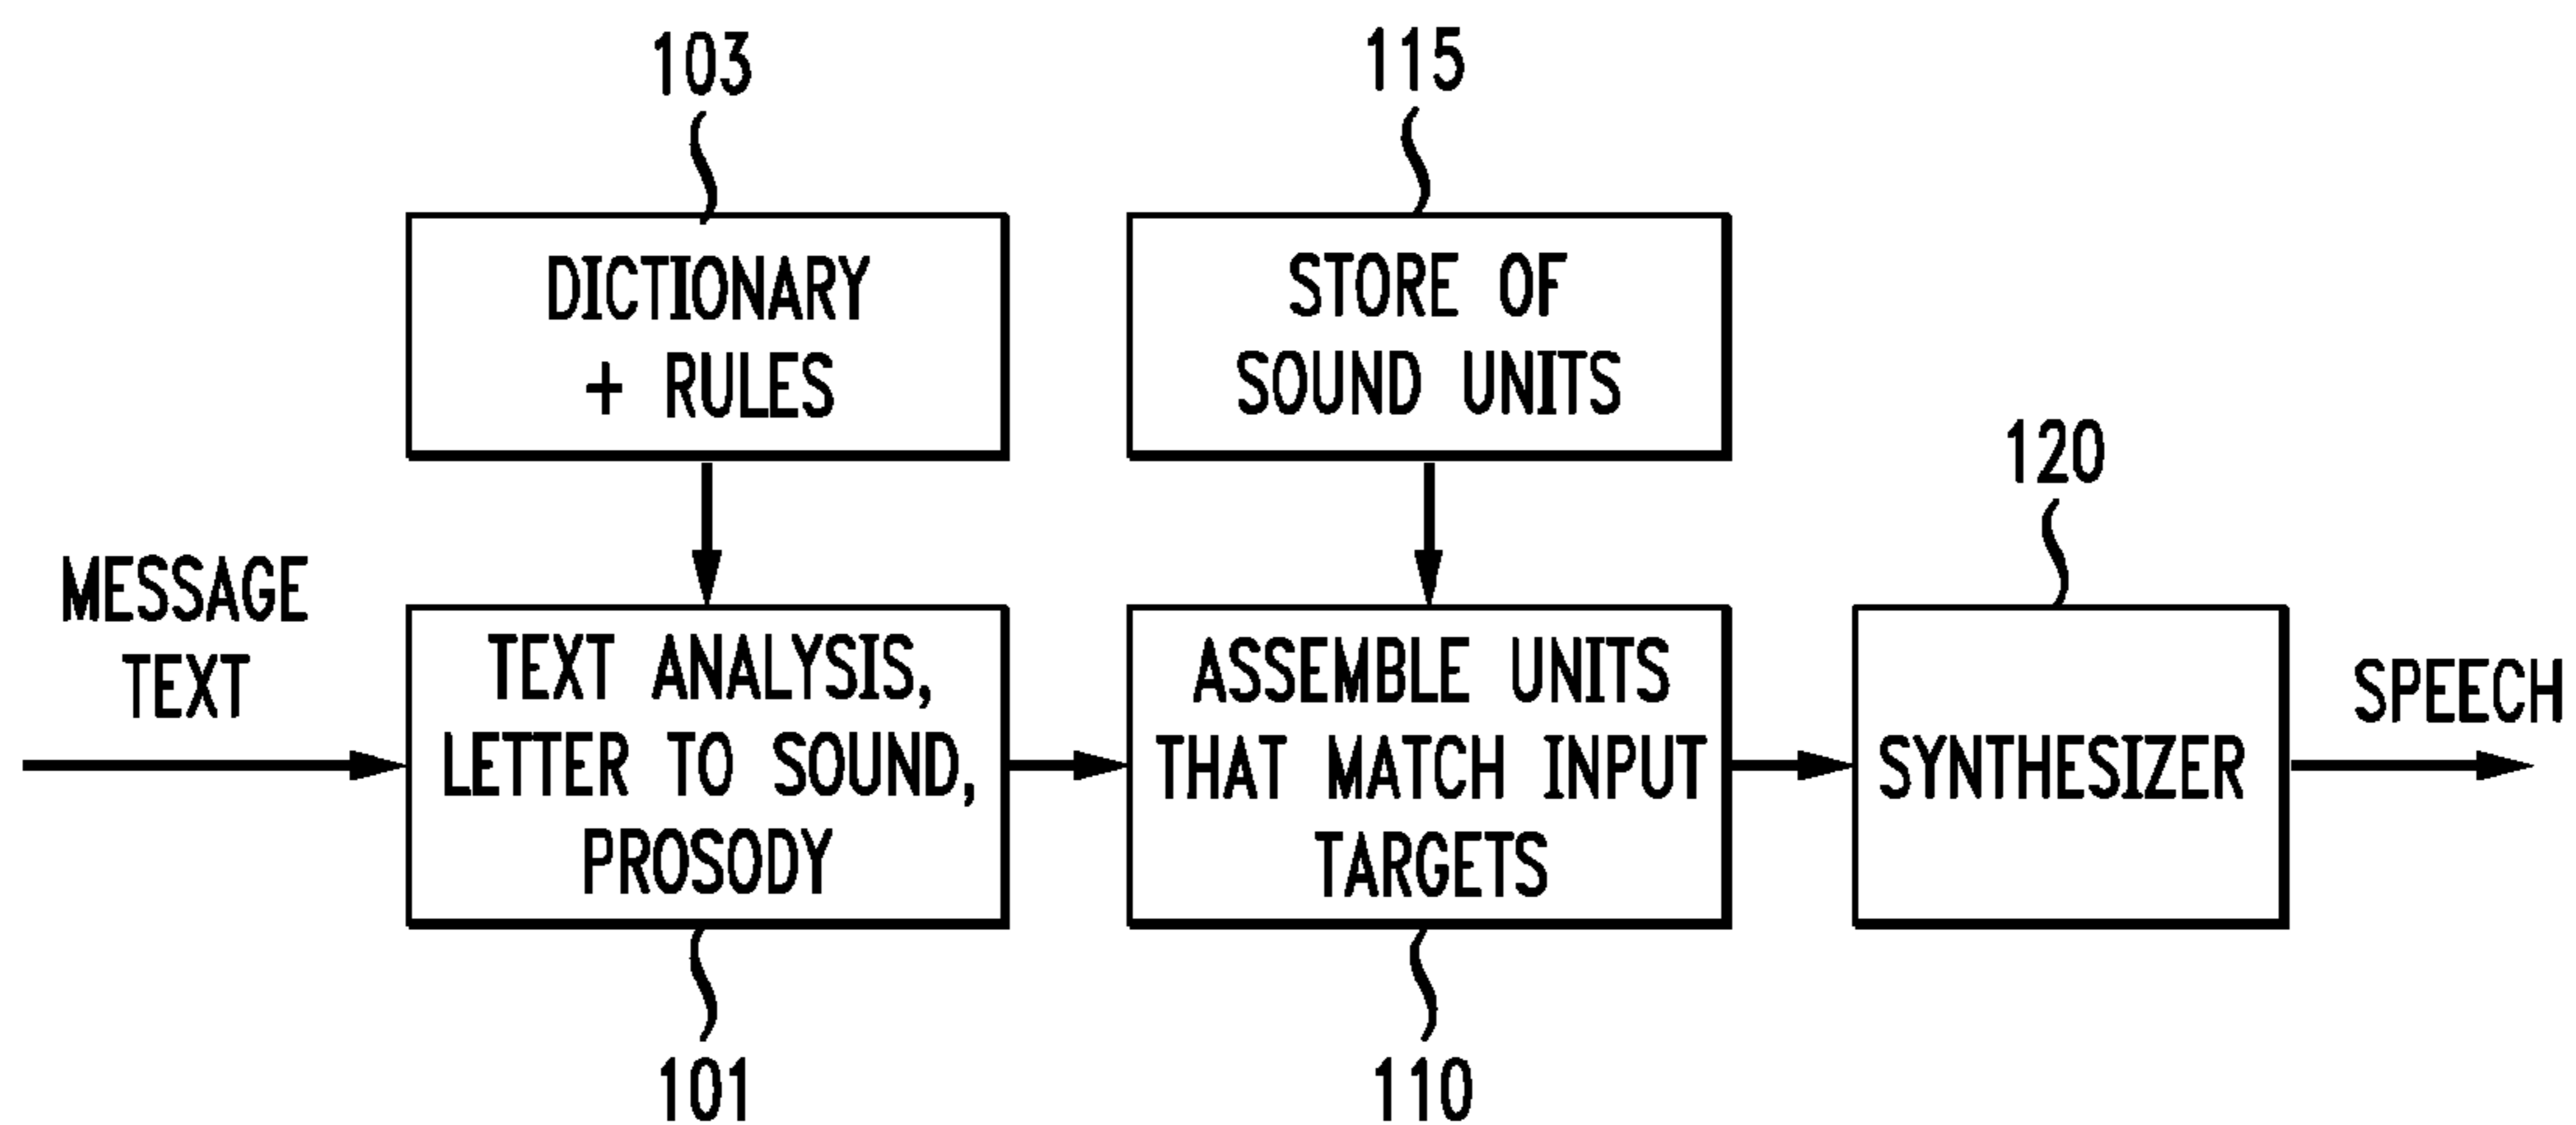 103
115
DICTIONARY
+ RULES
STORE OF
SOUND UNITS
120
MESSAGE
TEXT
TEXT ANALYSIS,
LETTER TO SOUND,
PROSODY
ASSEMBLE UNITS
THAT MATCH INPUT
TARGETS
SYNTHESIZER
SPEECH
101
110